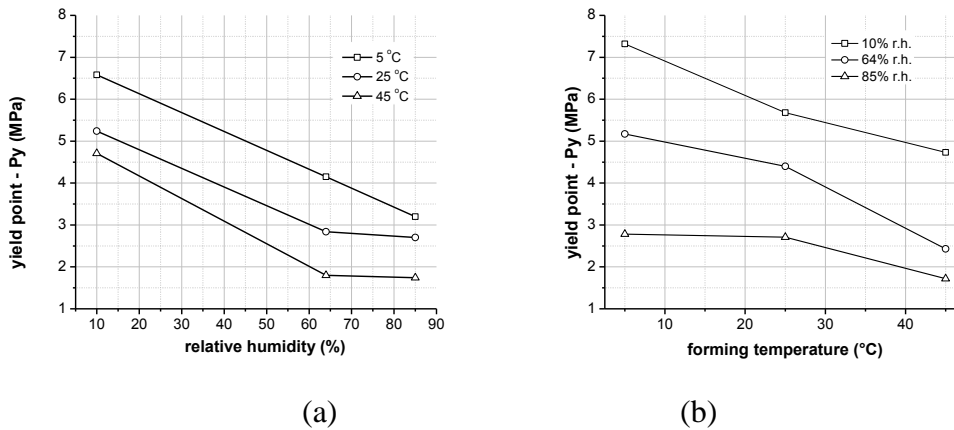 8
7
6
5
4
3
2
1
yield point - Py (MPa)
5 °C
25 °C
45 °C
10 20 30 40 50 60 70 80 90
relative humidity (%)
(a)
8
7
6
5
4
3
2
1
yield point - Py (MPa)
10% r.h.
64% r.h.
85% r.h.
10 20 30 40
forming temperature (°C)
(b)